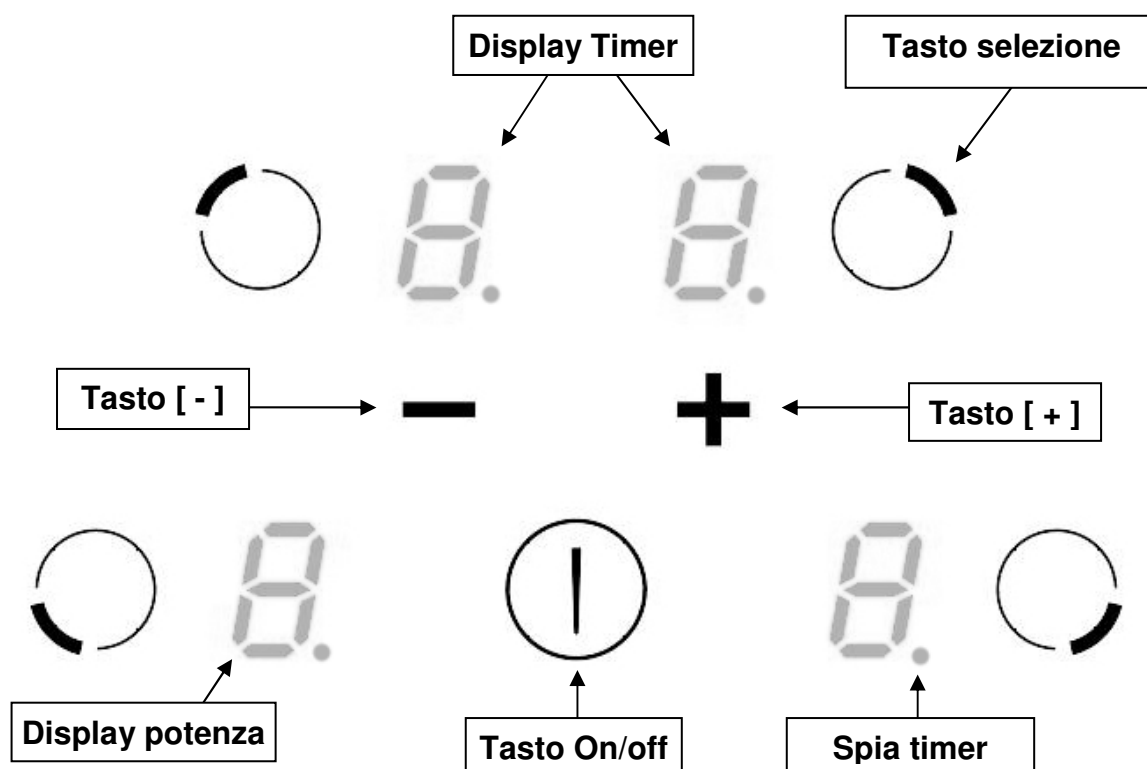 Display Timer
Tasto selezione
Tasto [ - ]
Tasto [ + ]
Display potenza
Tasto On/off
Spia timer